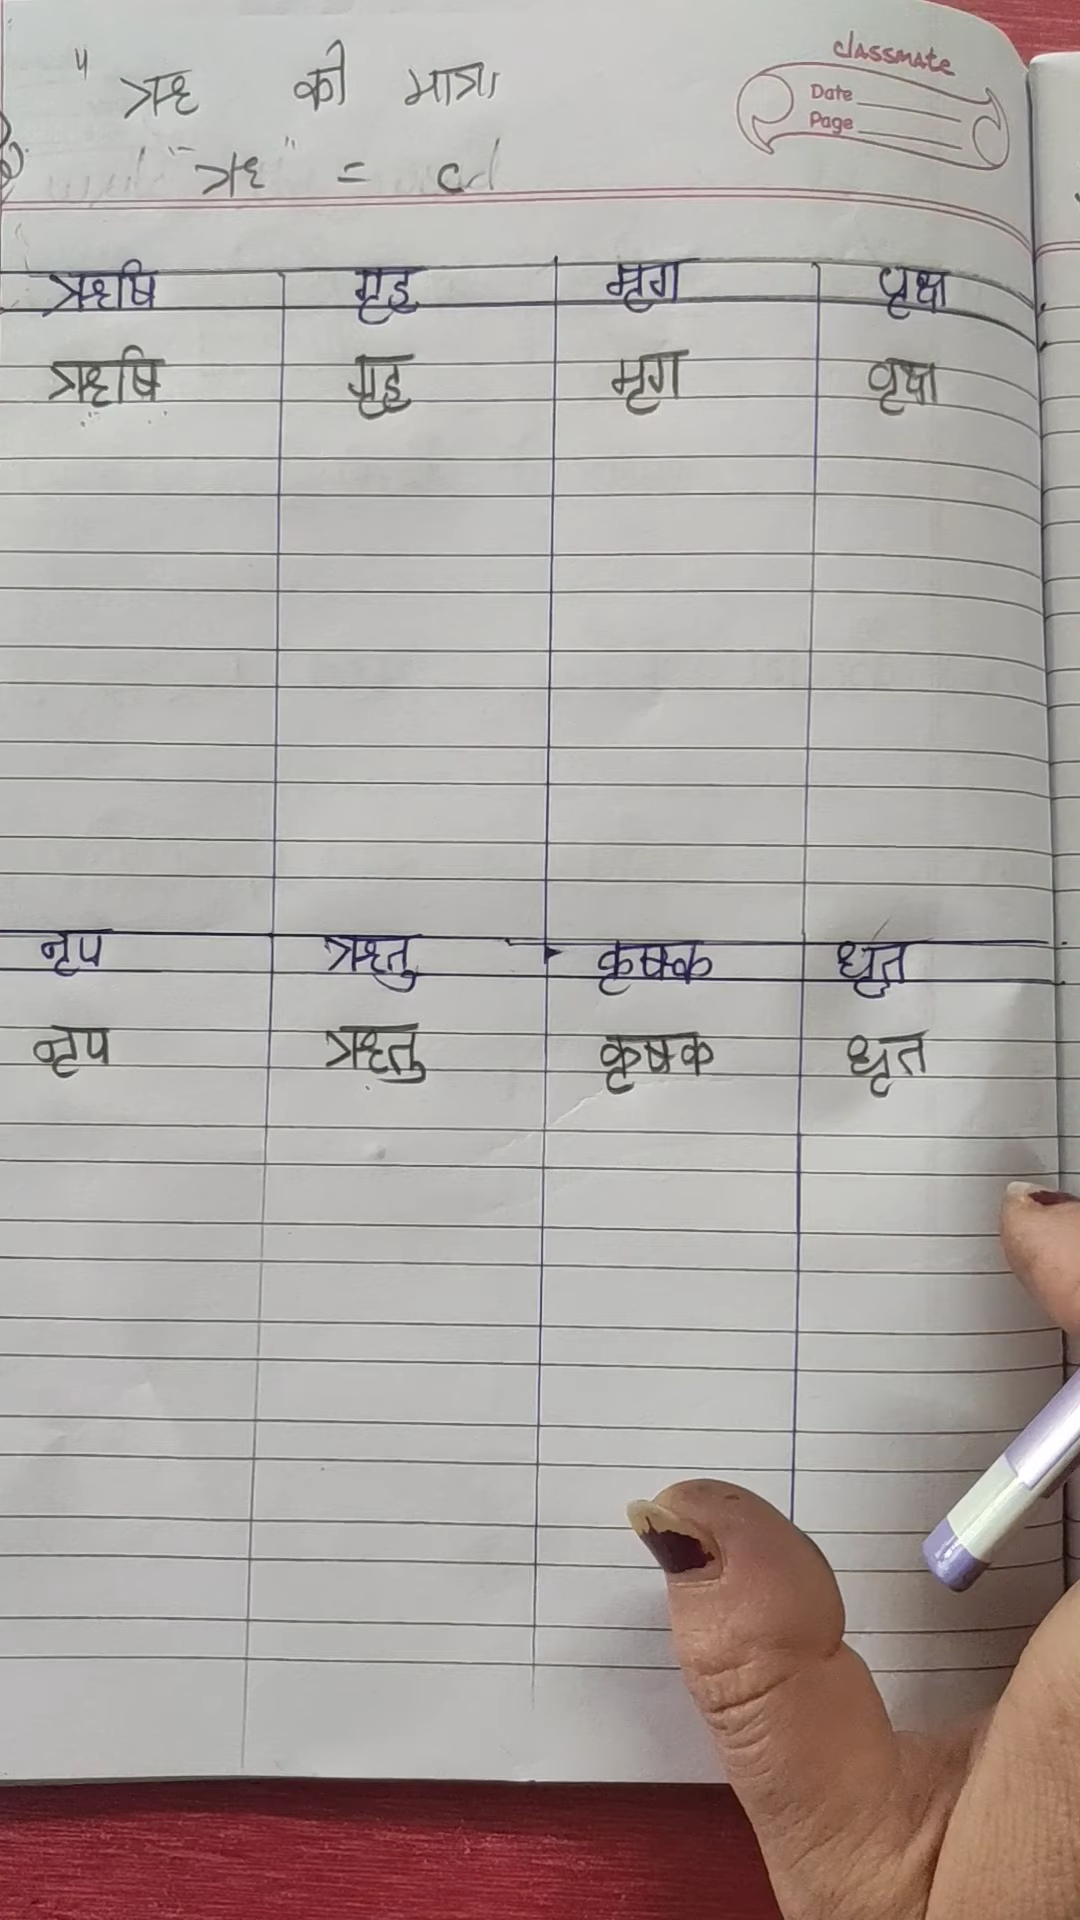 " ऋ की मात्रा
classmate
Date
Page
"ऋ" =
ऋषि गृह मृग वृक्ष
ऋषि गृह मृग वृक्ष
नृप ऋतु कृषक धृत
नृप ऋतु कृषक धृत